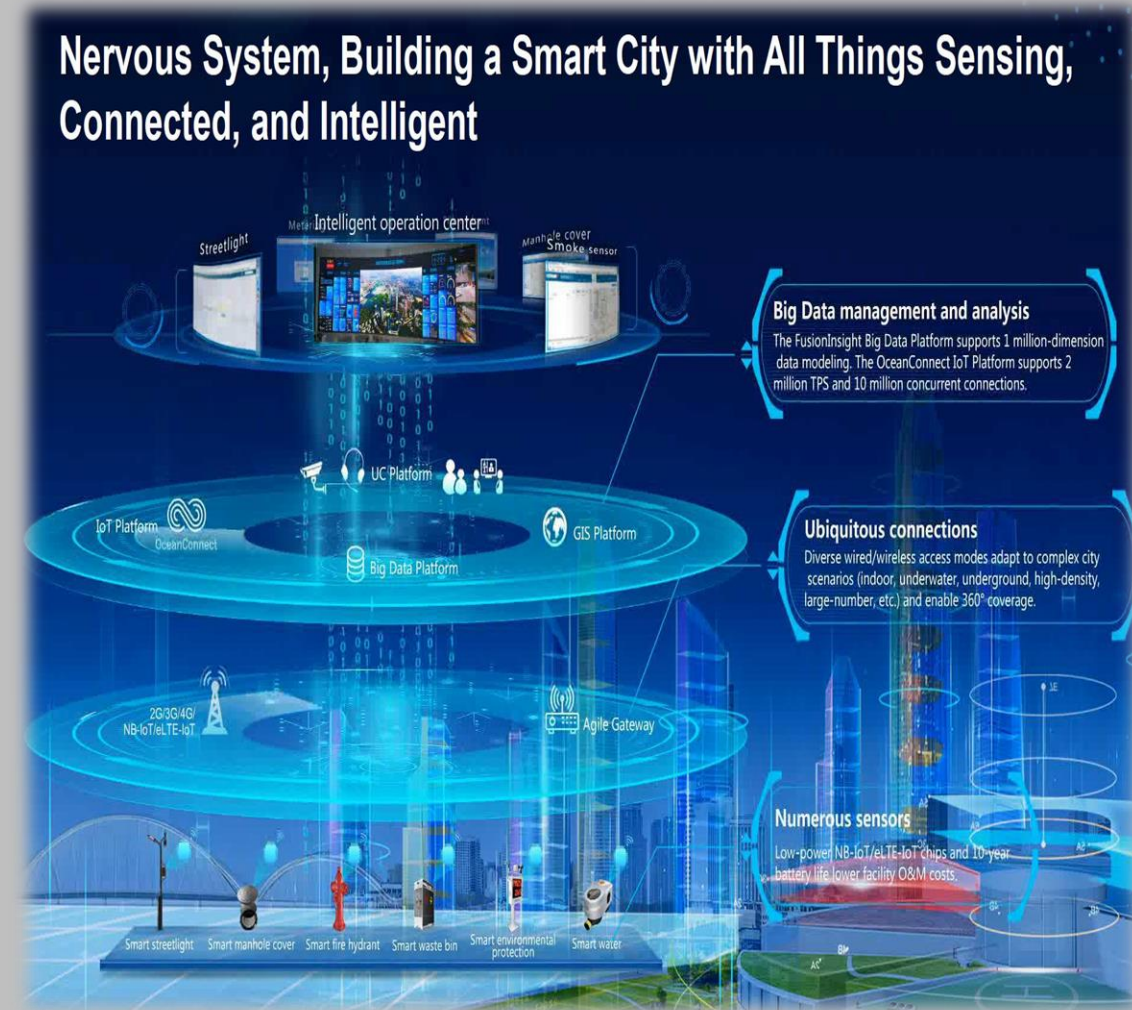 Nervous System, Building a Smart City with All Things Sensing,
Connected, and Intelligent
Intelligent operation center
Streetlight
Manhole cover
Smoke sensor
Big Data management and analysis
The FusionInsight Big Data Platform supports 1 million-dimension
data modeling. The OceanConnect IoT Platform supports 2
million TPS and 10 million concurrent connections.
UC Platform
IoT Platform
OceanConnect
GIS Platform
Big Data Platform
Ubiquitous connections
Diverse wired/wireless access modes adapt to complex city
scenarios (indoor, underwater, underground, high-density,
large-number, etc.) and enable 360° coverage.
2G/3G/4G/
NB-IoT/eLTE-IoT
Agile Gateway
Numerous sensors
Low-power NB-IoT/eLTE-IoT chips and 10-year
battery life lower facility O&M costs.
Smart streetlight
Smart manhole cover
Smart fire hydrant
Smart waste bin
Smart environmental
protection
Smart water